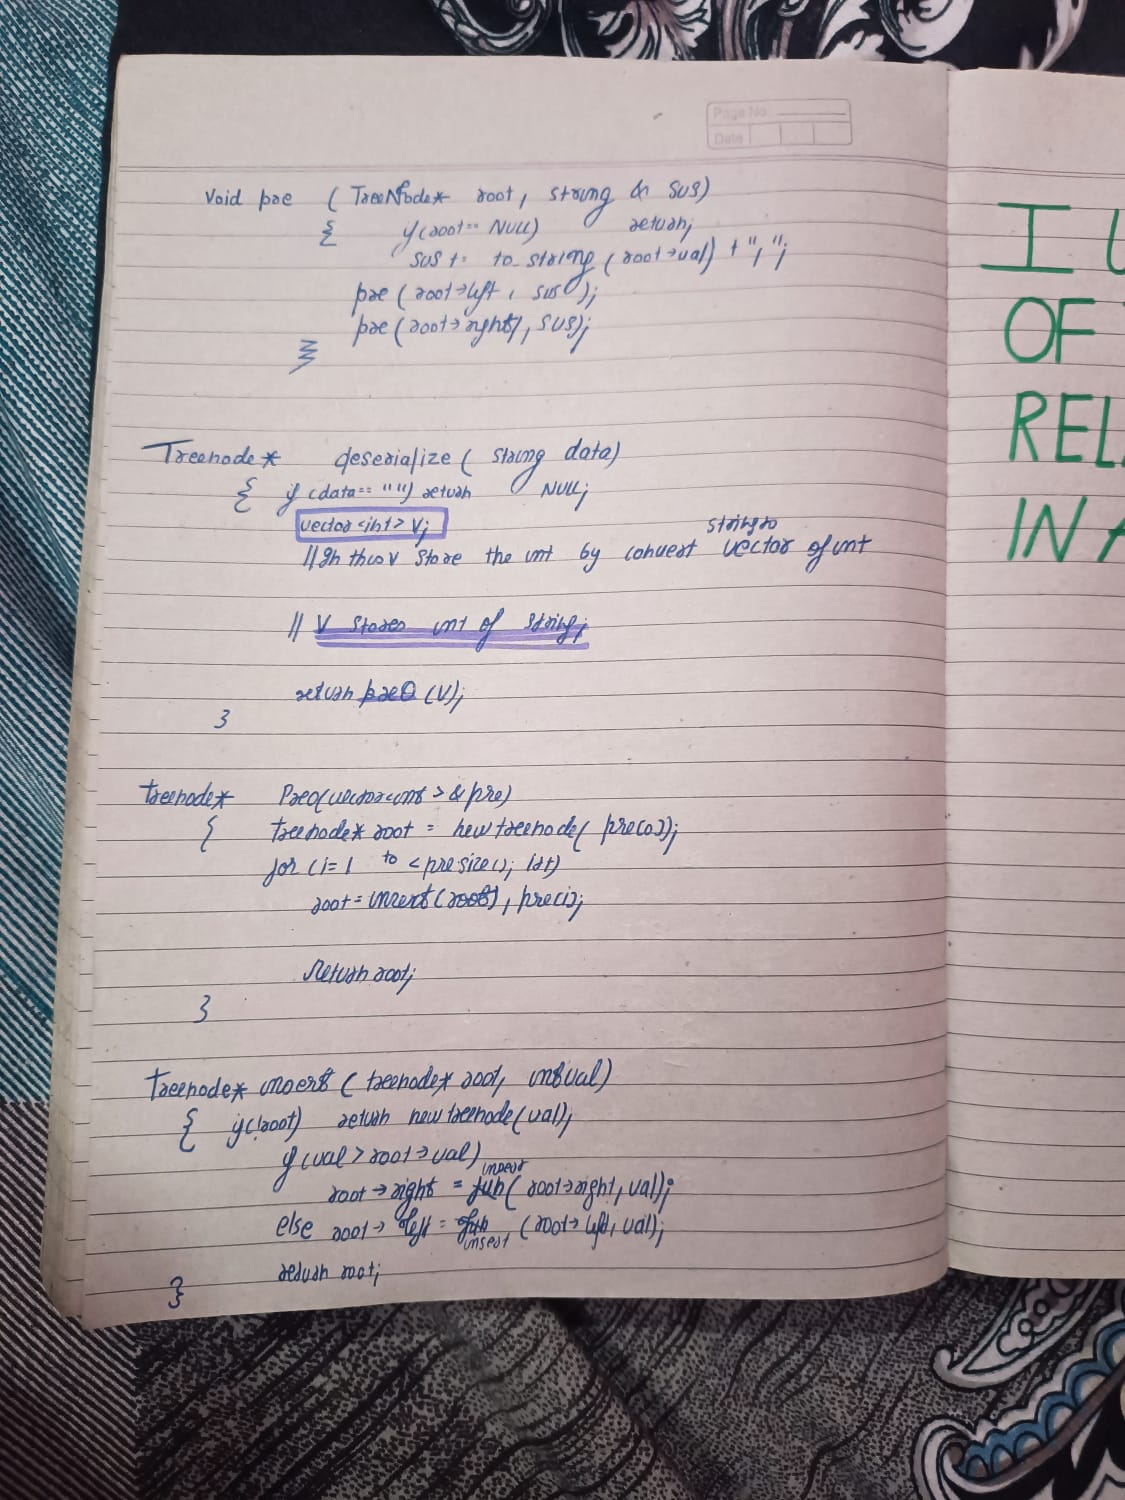 Page No.
Date
Void pre ( TreeNode* root, string & sus)
{ if(root== NULL) return;
sus += to_string(root->val) + ",";
pre (root->left, sus);
pre (root->right, sus);
}
Treenode* deserialize ( string data)
{ if (data== "") return NULL;
vector<int> v;
string to
// In this v store the int by convert vector of int
// V stores int of string;
return preO (v);
}
treenode* PreO(vector<int> & pre)
{ treenode* root = new treenode( pre[0]);
for (i=1 to <pre.size(); i++)
root = insert(root), pre[i];
Return root;
}
Treenode* insert ( treenode* root, int val)
{ if(!root) return new treenode(val);
if (val > root->val)
insert
root->right = fun( root->right, val);
else root-> left = fun (root->left, val);
insert
return root;
}
I U
OF
REL
IN A